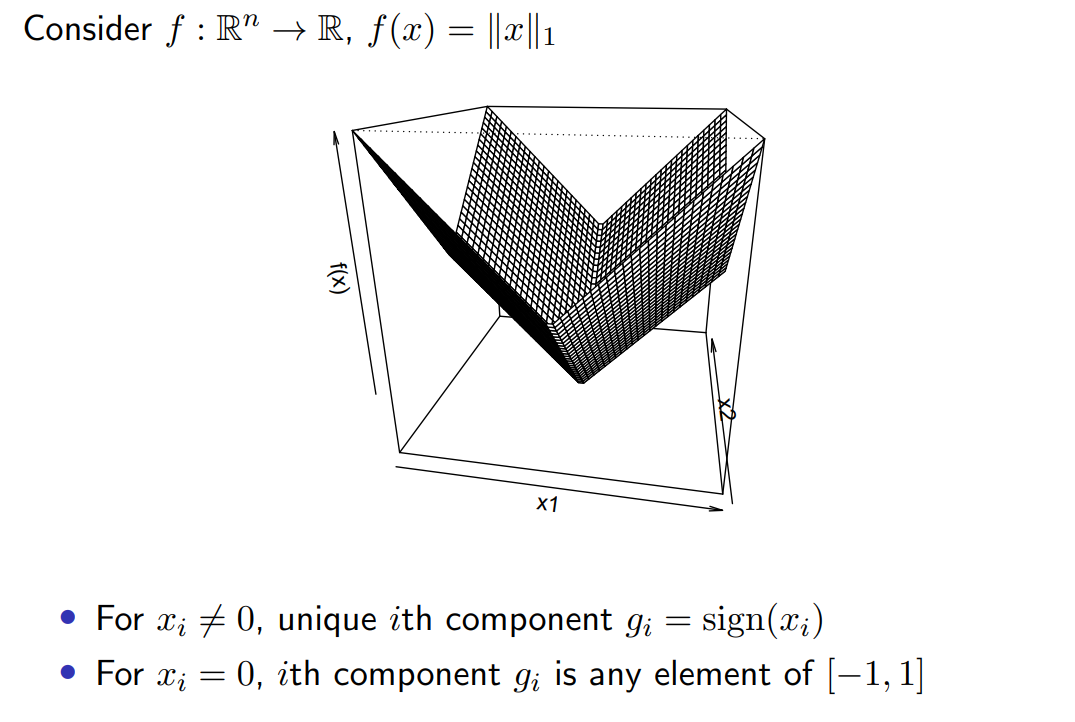 Consider f : ℝⁿ → ℝ, f(x) = ‖x‖₁
f(x)
x2
x1
• For xᵢ ≠ 0, unique ith component gᵢ = sign(xᵢ)
• For xᵢ = 0, ith component gᵢ is any element of [−1, 1]